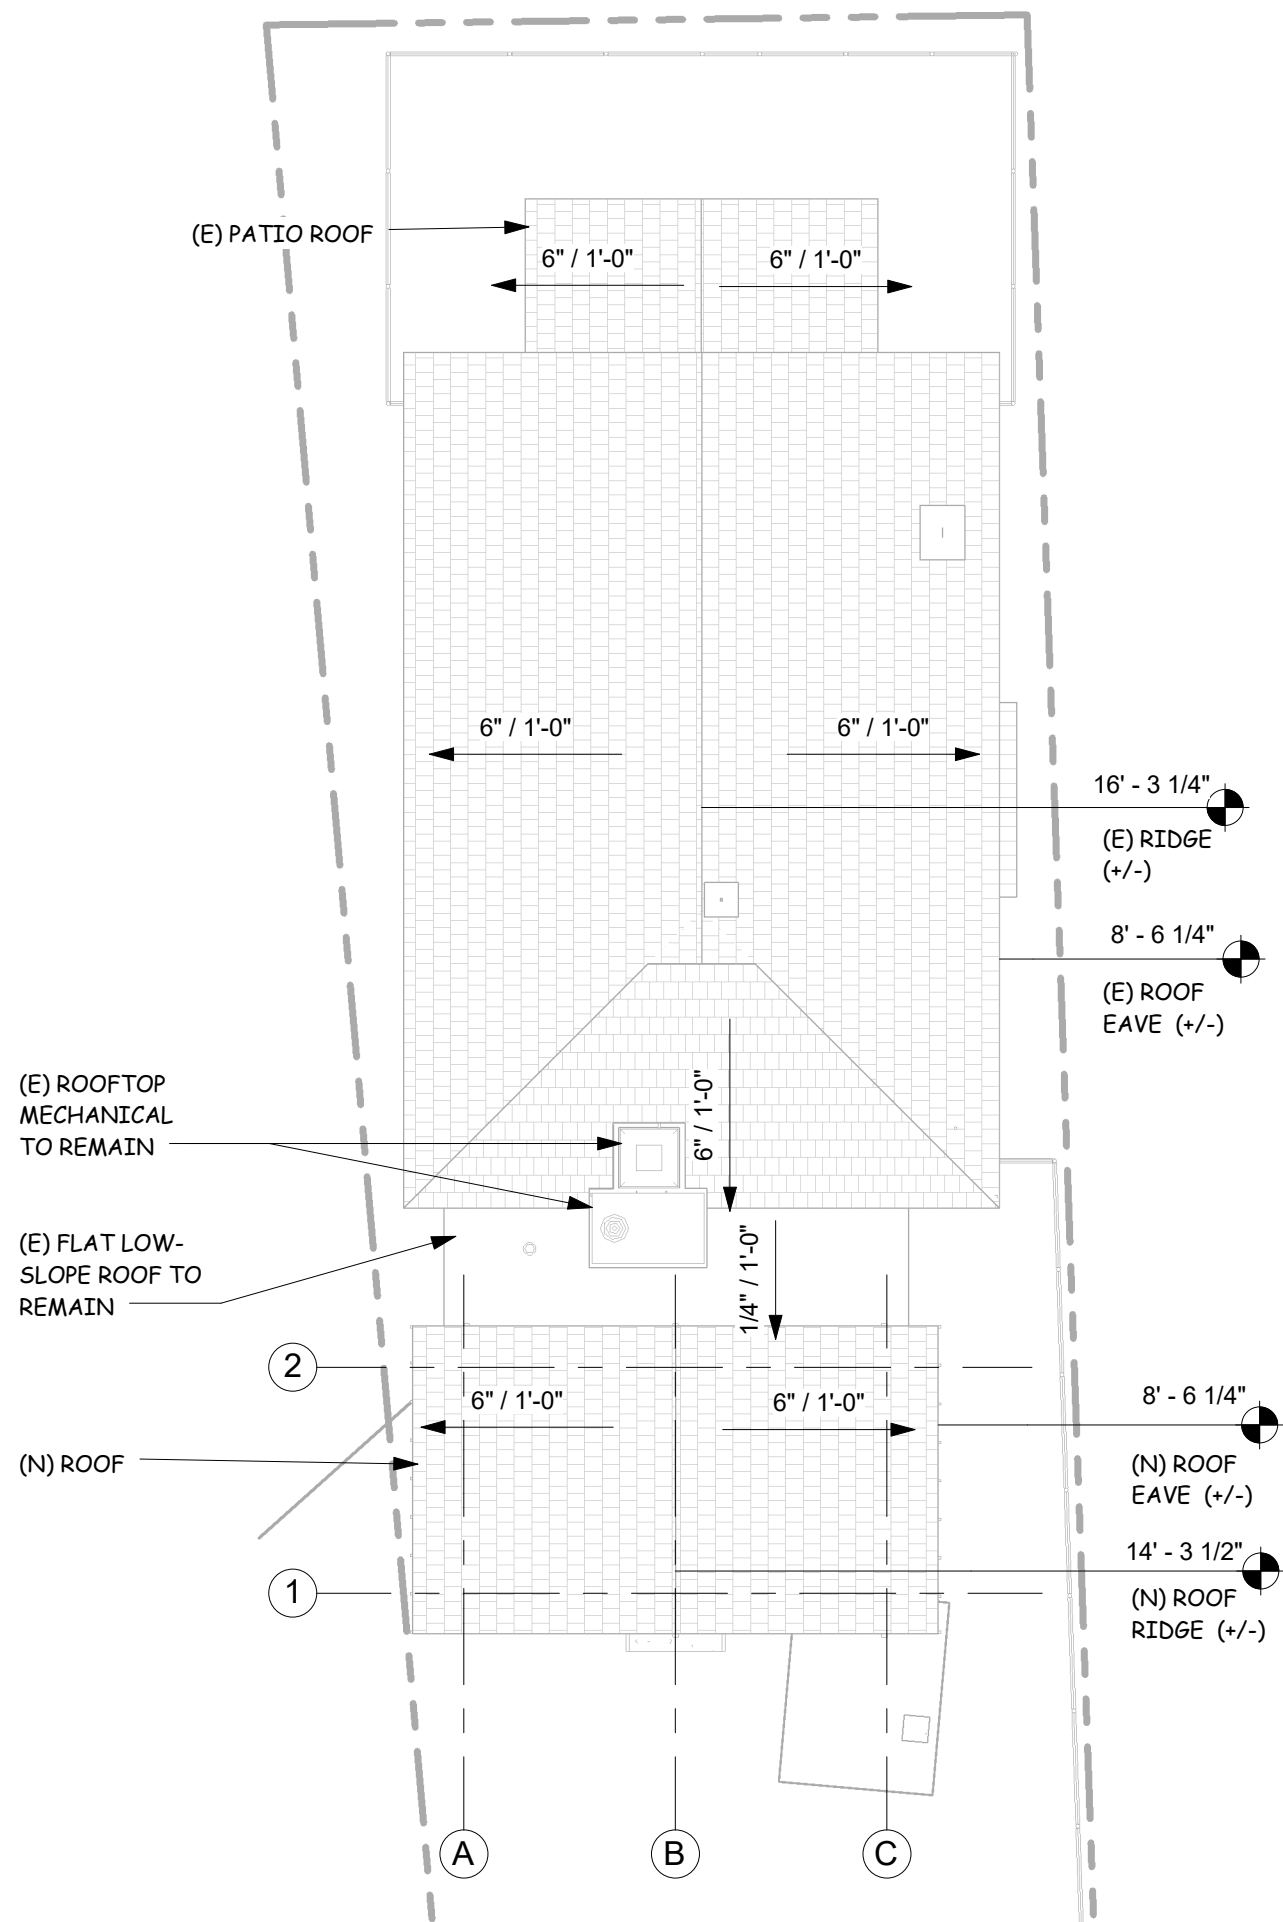 (E) PATIO ROOF
6" / 1'-0"
6" / 1'-0"
6" / 1'-0"
6" / 1'-0"
16' - 3 1/4"
(E) RIDGE
(+/-)
8' - 6 1/4"
(E) ROOF
EAVE (+/-)
(E) ROOFTOP
MECHANICAL
TO REMAIN
6" / 1'-0"
(E) FLAT LOW-
SLOPE ROOF TO
REMAIN
1/4" / 1'-0"
2
6" / 1'-0"
6" / 1'-0"
8' - 6 1/4"
(N) ROOF
EAVE (+/-)
(N) ROOF
14' - 3 1/2"
(N) ROOF
RIDGE (+/-)
1
A
B
C